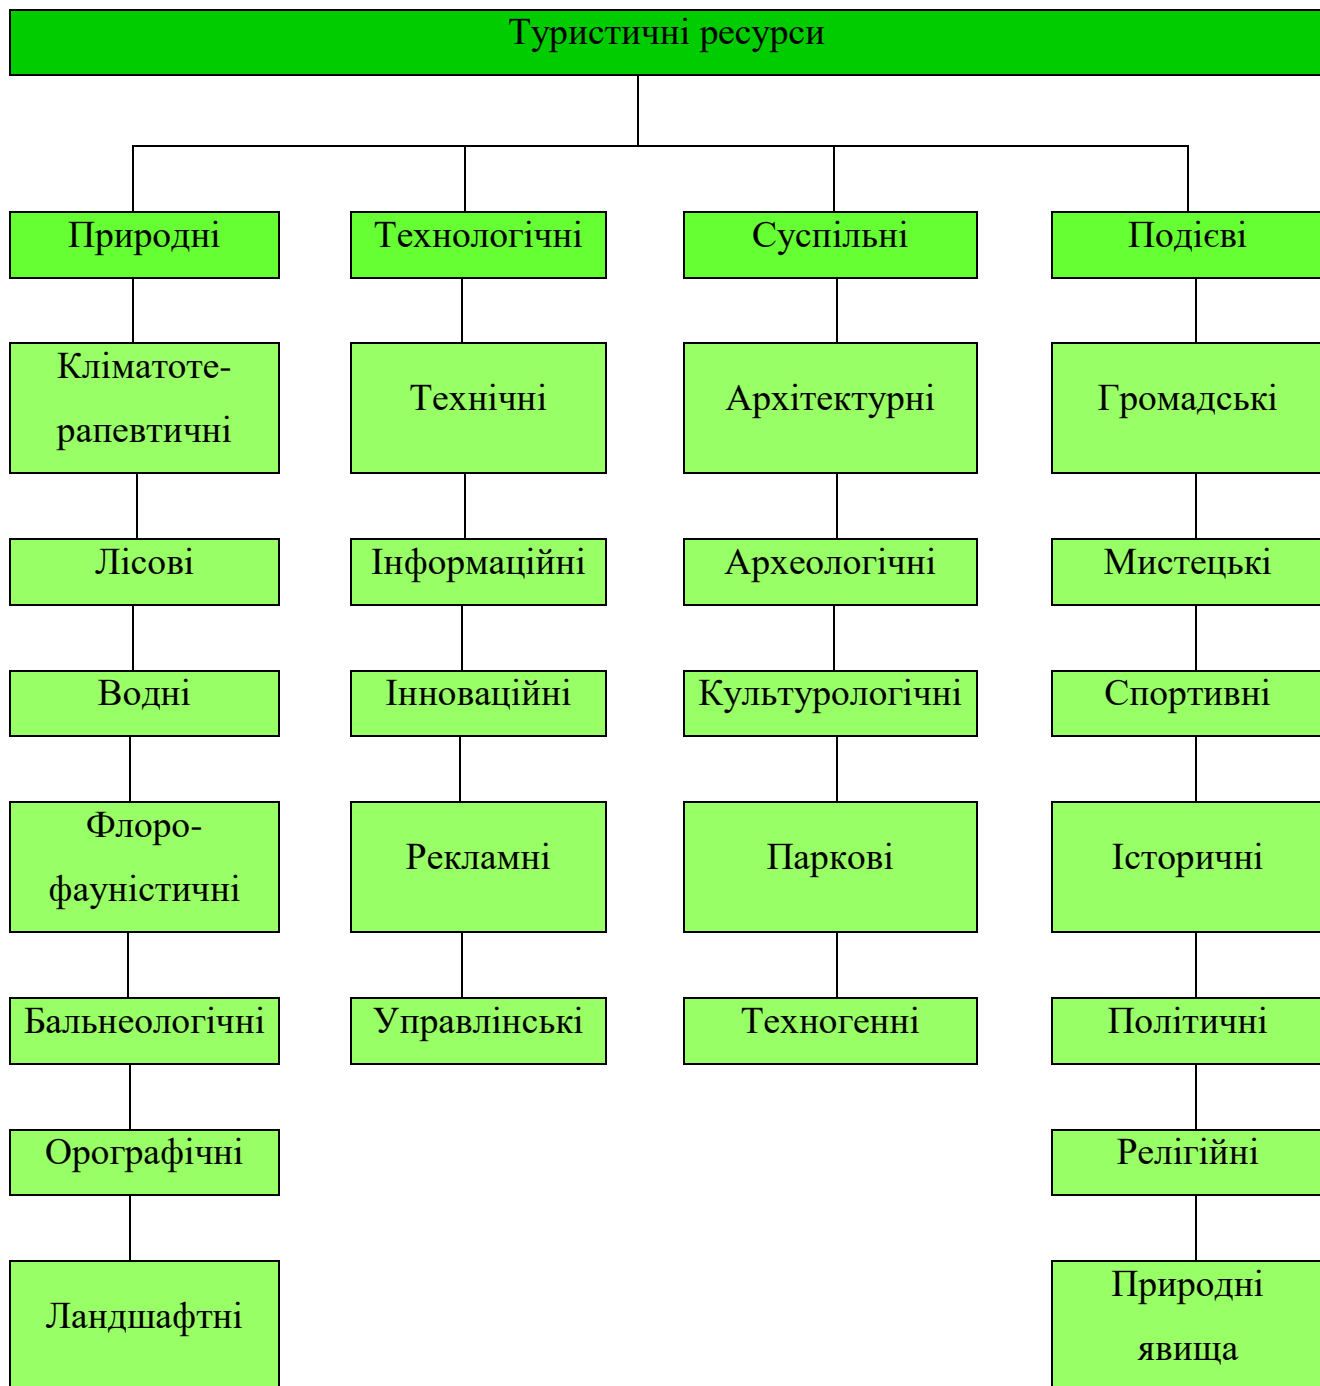 Туристичні ресурси
Природні
Технологічні
Суспільні
Подієві
Кліматоте-
рапевтичні
Технічні
Архітектурні
Громадські
Лісові
Інформаційні
Археологічні
Мистецькі
Водні
Інноваційні
Культурологічні
Спортивні
Флоро-
фауністичні
Рекламні
Паркові
Історичні
Бальнеологічні
Управлінські
Техногенні
Політичні
Орографічні
Релігійні
Ландшафтні
Природні
явища